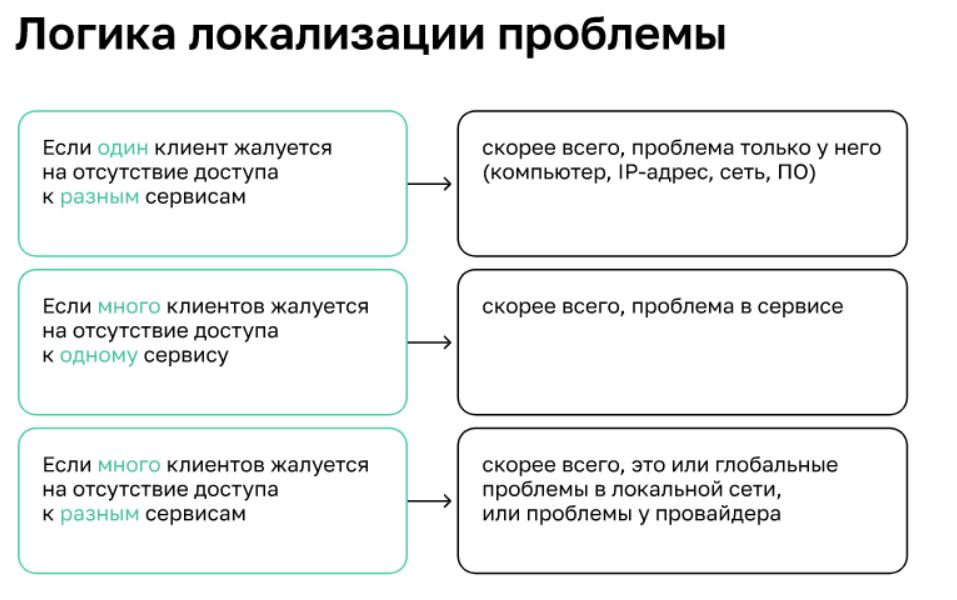 Логика локализации проблемы
Если один клиент жалуется
на отсутствие доступа
к разным сервисам
скорее всего, проблема только у него
(компьютер, IP-адрес, сеть, ПО)
Если много клиентов жалуется
на отсутствие доступа
к одному сервису
скорее всего, проблема в сервисе
Если много клиентов жалуется
на отсутствие доступа
к разным сервисам
скорее всего, это или глобальные
проблемы в локальной сети,
или проблемы у провайдера